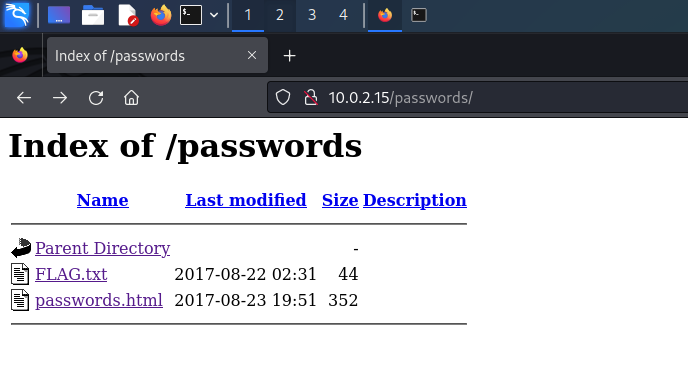 1 2 3 4
Index of /passwords
10.0.2.15/passwords/
Index of /passwords
Name Last modified Size Description
Parent Directory -
FLAG.txt 2017-08-22 02:31 44
passwords.html 2017-08-23 19:51 352